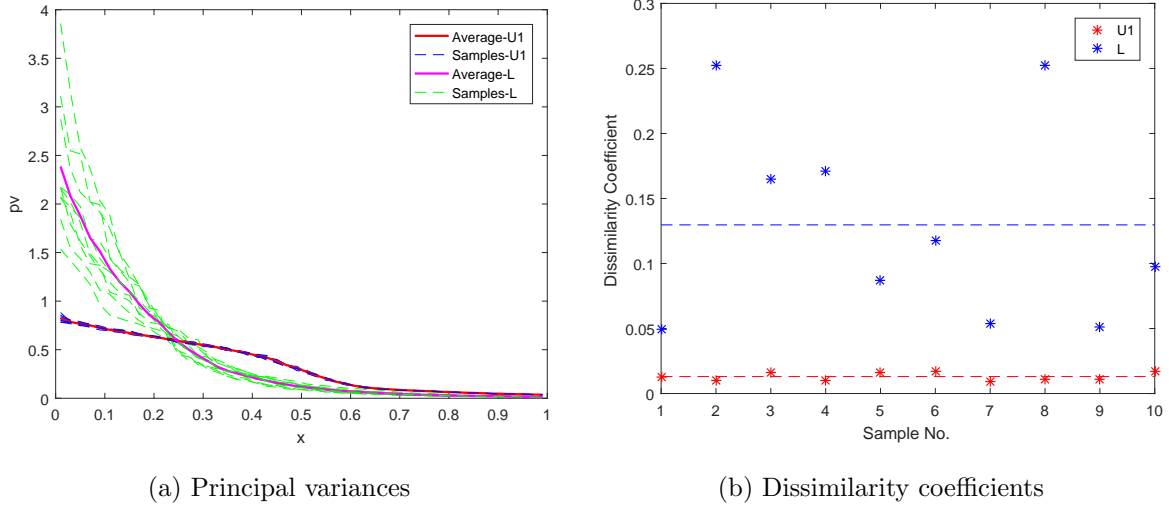 4
3.5
3
2.5
2
1.5
1
0.5
0
pv
0 0.1 0.2 0.3 0.4 0.5 0.6 0.7 0.8 0.9 1
x
Average-U1
Samples-U1
Average-L
Samples-L
(a) Principal variances
0.3
0.25
0.2
0.15
0.1
0.05
0
Dissimilarity Coefficient
1 2 3 4 5 6 7 8 9 10
Sample No.
U1
L
(b) Dissimilarity coefficients